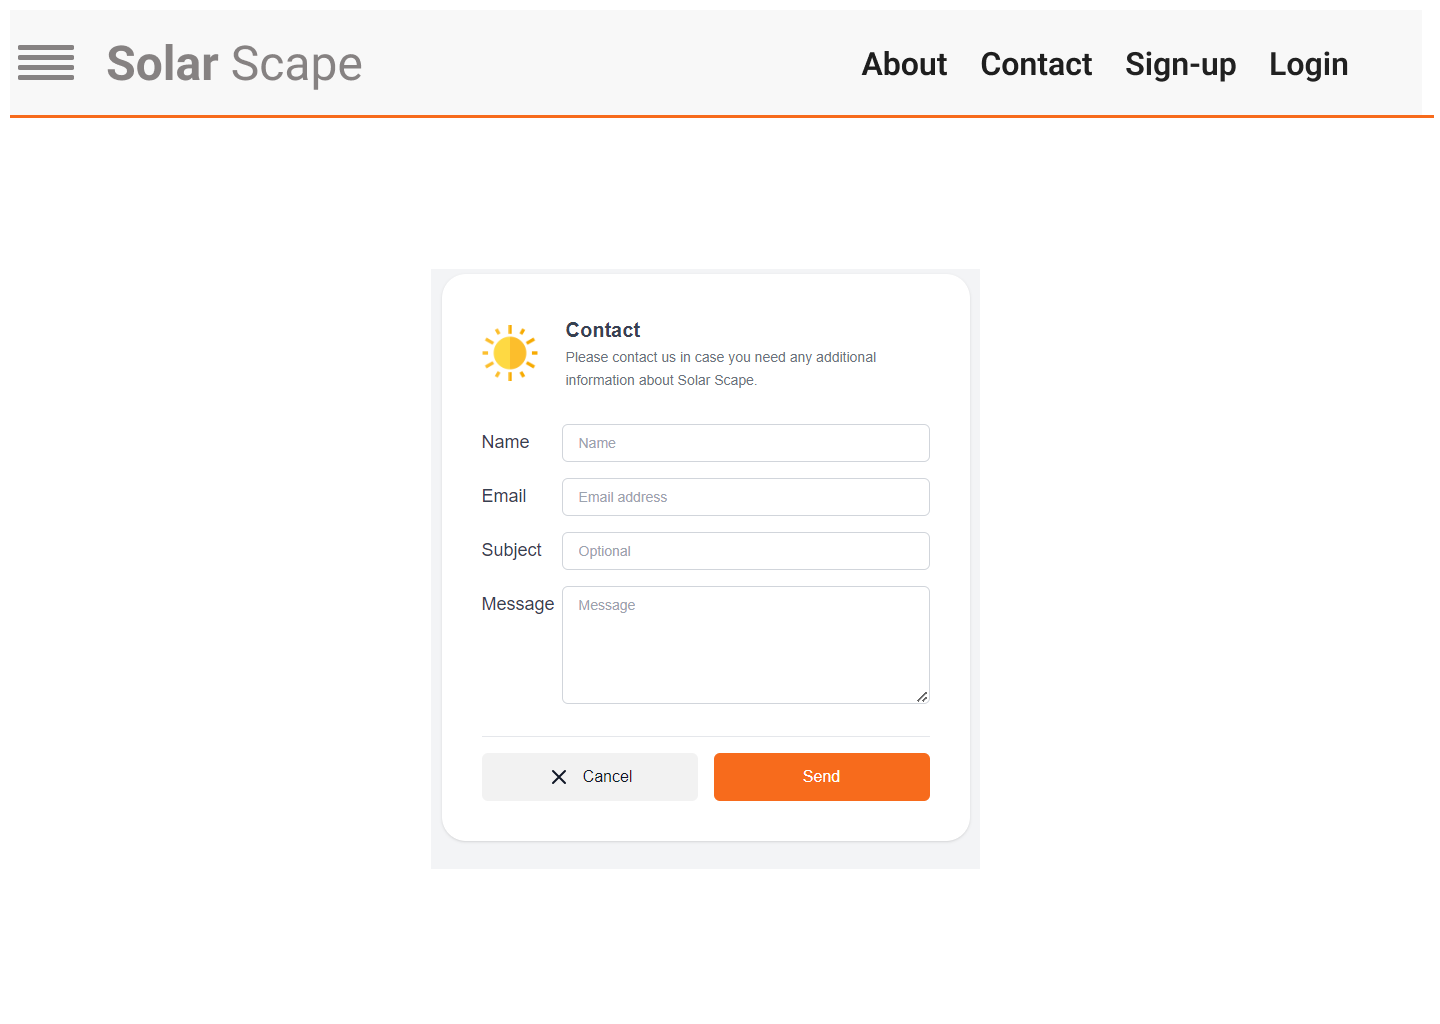 Solar Scape
About Contact Sign-up Login
Contact
Please contact us in case you need any additional
information about Solar Scape.
Name Name
Email Email address
Subject Optional
Message Message
Cancel Send